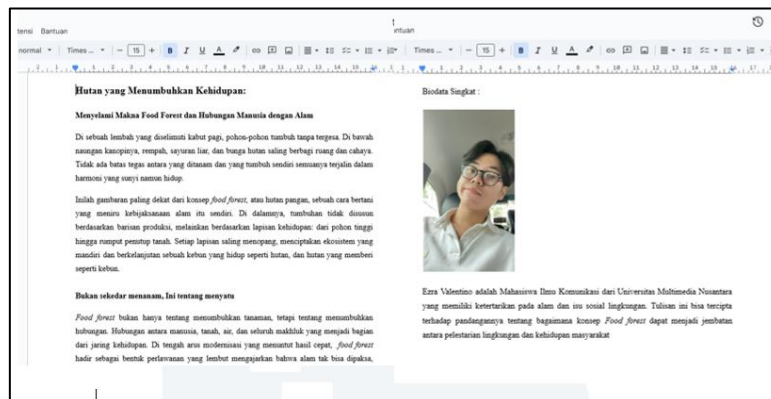 tensi Bantuan
ntuan
normal Times ... − 15 + B I U A
Times ... − 15 + B I U A
Hutan yang Menumbuhkan Kehidupan:
Menyelami Makna Food Forest dan Hubungan Manusia dengan Alam
Di sebuah lembah yang diselimuti kabut pagi, pohon-pohon tumbuh tanpa tergesa. Di bawah
naungan kanopinya, rempah, sayuran liar, dan bunga hutan saling berbagi ruang dan cahaya.
Tidak ada batas tegas antara yang ditanam dan yang tumbuh sendiri semuanya terjalin dalam
harmoni yang sunyi namun hidup.
Inilah gambaran paling dekat dari konsep food forest, atau hutan pangan, sebuah cara bertani
yang meniru kebijaksanaan alam itu sendiri. Di dalamnya, tumbuhan tidak disusun
berdasarkan barisan produksi, melainkan berdasarkan lapisan kehidupan: dari pohon tinggi
hingga rumput penutup tanah. Setiap lapisan saling menopang, menciptakan ekosistem yang
mandiri dan berkelanjutan sebuah kebun yang hidup seperti hutan, dan hutan yang memberi
seperti kebun.
Bukan sekedar menanam, Ini tentang menyatu
Food forest bukan hanya tentang menumbuhkan tanaman, tetapi tentang menumbuhkan
hubungan. Hubungan antara manusia, tanah, air, dan seluruh makhluk yang menjadi bagian
dari jaring kehidupan. Di tengah arus modernisasi yang menuntut hasil cepat, food forest
hadir sebagai bentuk perlawanan yang lembut mengajarkan bahwa alam tak bisa dipaksa,
Biodata Singkat :
Ezra Valentino adalah Mahasiswa Ilmu Komunikasi dari Universitas Multimedia Nusantara
yang memiliki ketertarikan pada alam dan isu sosial lingkungan. Tulisan ini bisa tercipta
terhadap pandangannya tentang bagaimana konsep Food forest dapat menjadi jembatan
antara pelestarian lingkungan dan kehidupan masyarakat